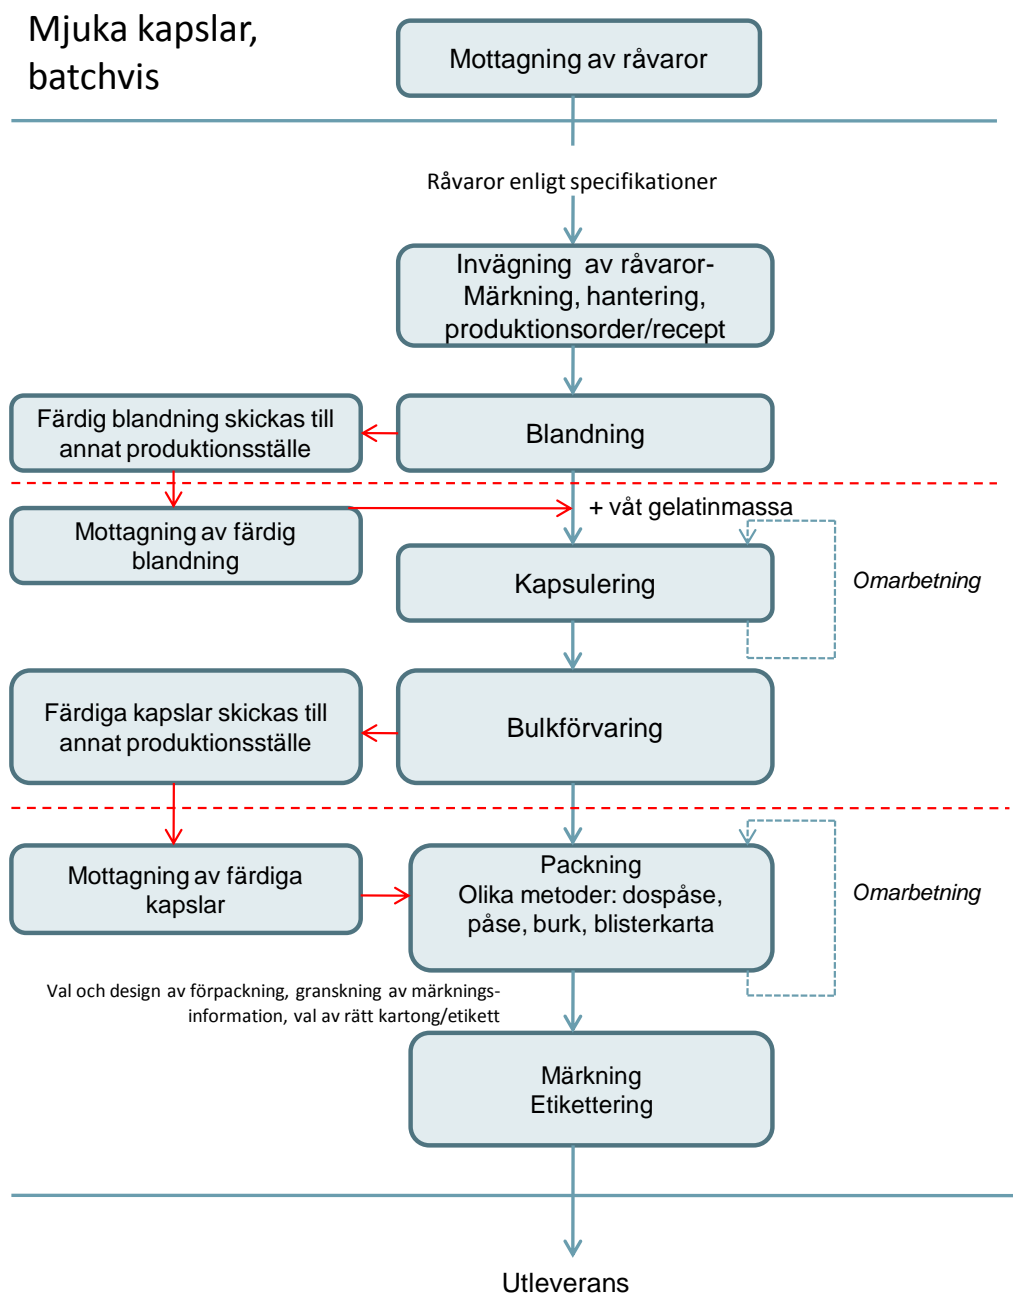 Mjuka kapslar,
batchvis
Mottagning av råvaror
Råvaror enligt specifikationer
Invägning av råvaror-
Märkning, hantering,
produktionsorder/recept
Färdig blandning skickas till
annat produktionsställe
Blandning
+ våt gelatinmassa
Mottagning av färdig
blandning
Kapsulering
Omarbetning
Färdiga kapslar skickas till
annat produktionsställe
Bulkförvaring
Mottagning av färdiga
kapslar
Packning
Olika metoder: dospåse,
påse, burk, blisterkarta
Omarbetning
Val och design av förpackning, granskning av märknings-
information, val av rätt kartong/etikett
Märkning
Etikettering
Utleverans